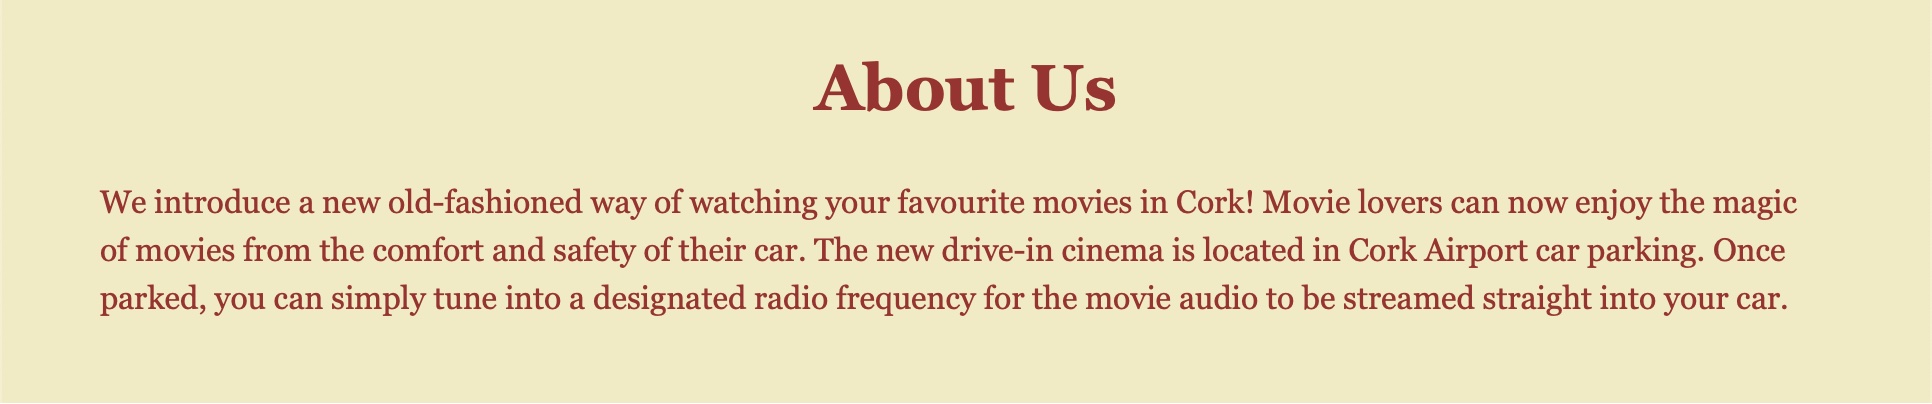 About Us
We introduce a new old-fashioned way of watching your favourite movies in Cork! Movie lovers can now enjoy the magic
of movies from the comfort and safety of their car. The new drive-in cinema is located in Cork Airport car parking. Once
parked, you can simply tune into a designated radio frequency for the movie audio to be streamed straight into your car.